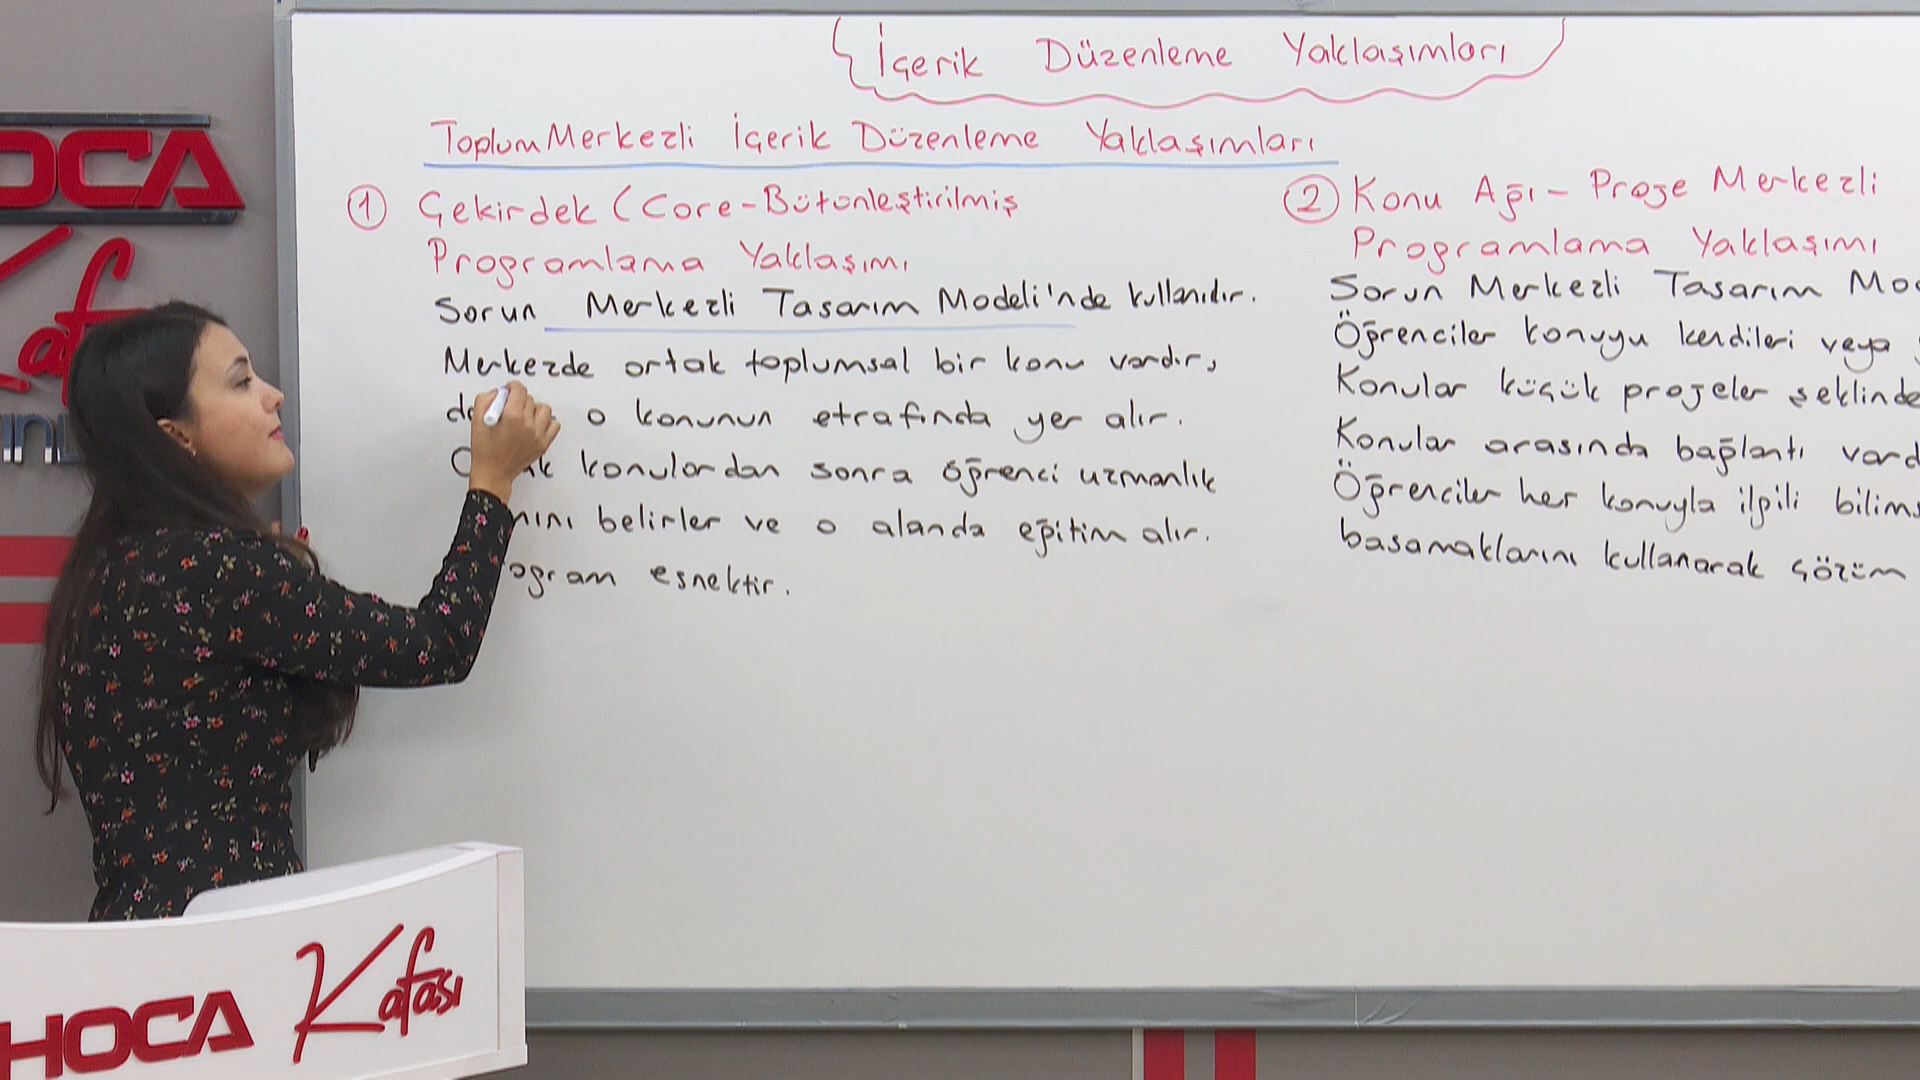 İçerik Düzenleme Yaklaşımları
Toplum Merkezli İçerik Düzenleme Yaklaşımları
① Çekirdek (Core-Bütünleştirilmiş
Programlama Yaklaşımı
Sorun Merkezli Tasarım Modeli'nde kullanılır.
Merkezde ortak toplumsal bir konu vardır,
o konunun etrafında yer alır.
konulardan sonra öğrenci uzmanlık
belirler ve o alanda eğitim alır.
esnektir.
② Konu Ağı - Proje Merkezli
Programlama Yaklaşımı
Sorun Merkezli Tasarım
Öğrenciler konuyu kendileri veya
Konular küçük projeler şeklinde
Konular arasında bağlantı
Öğrenciler her konuyla ilgili
basamaklarını kullanarak çözüm
OCA
HOCA Kafası